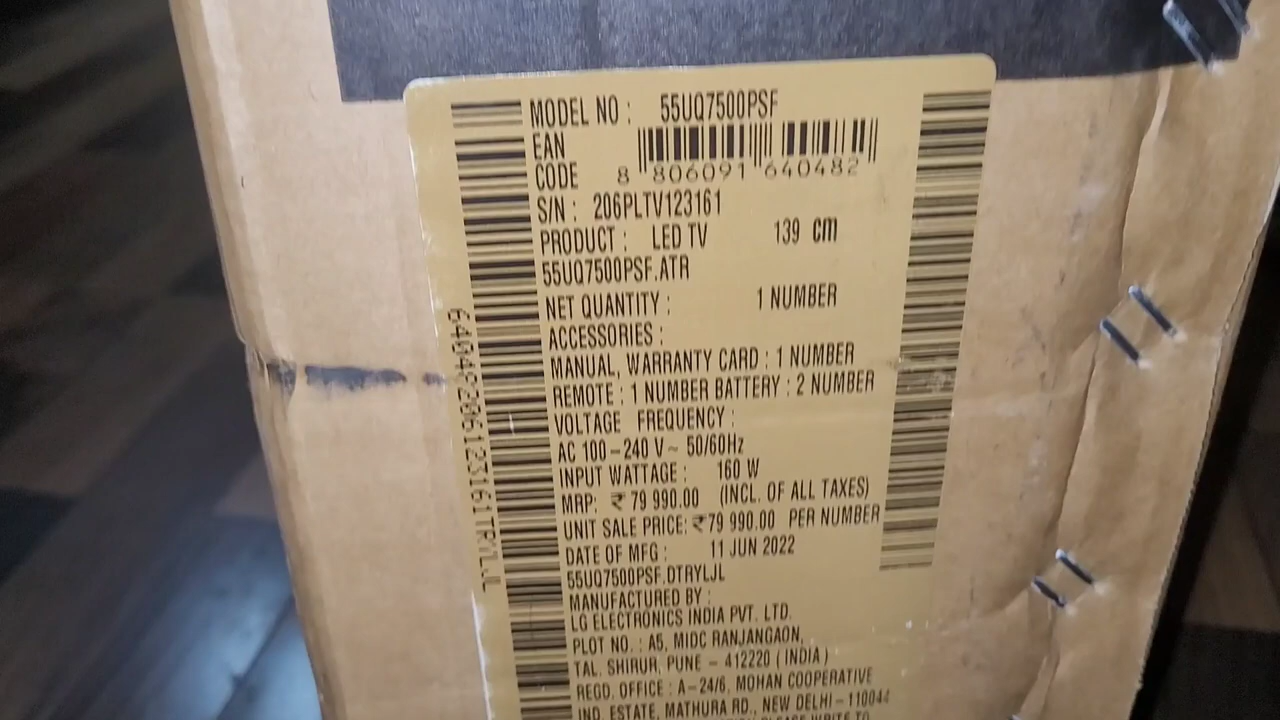 MODEL NO : 55UQ7500PSF
EAN
CODE
8 806091 640482
S/N : 206PLTV123161
PRODUCT : LED TV 139 cm
55UQ7500PSF.ATR
NET QUANTITY : 1 NUMBER
ACCESSORIES :
MANUAL, WARRANTY CARD : 1 NUMBER
REMOTE : 1 NUMBER BATTERY : 2 NUMBER
VOLTAGE FREQUENCY :
AC 100-240 V~ 50/60Hz
INPUT WATTAGE : 160 W
MRP: ₹ 79 990.00 (INCL. OF ALL TAXES)
UNIT SALE PRICE: ₹79 990.00 PER NUMBER
DATE OF MFG : 11 JUN 2022
55UQ7500PSF.DTRYLJL
MANUFACTURED BY :
LG ELECTRONICS INDIA PVT. LTD.
PLOT NO. : A5, MIDC RANJANGAON,
TAL. SHIRUR, PUNE - 412220 ( INDIA )
REGD. OFFICE : A-24/6, MOHAN COOPERATIVE
IND. ESTATE, MATHURA RD., NEW DELHI-110044